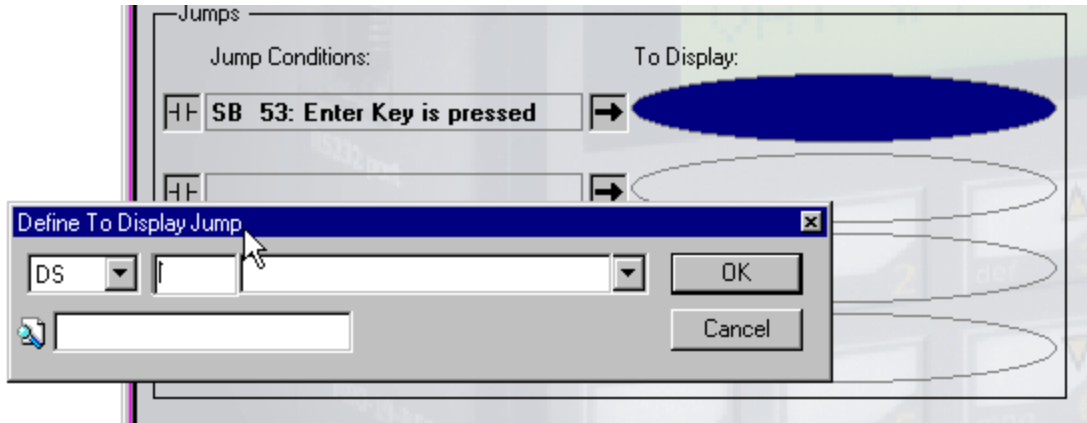 Jumps
Jump Conditions: To Display:
SB 53: Enter Key is pressed
Define To Display Jump
DS
OK
Cancel